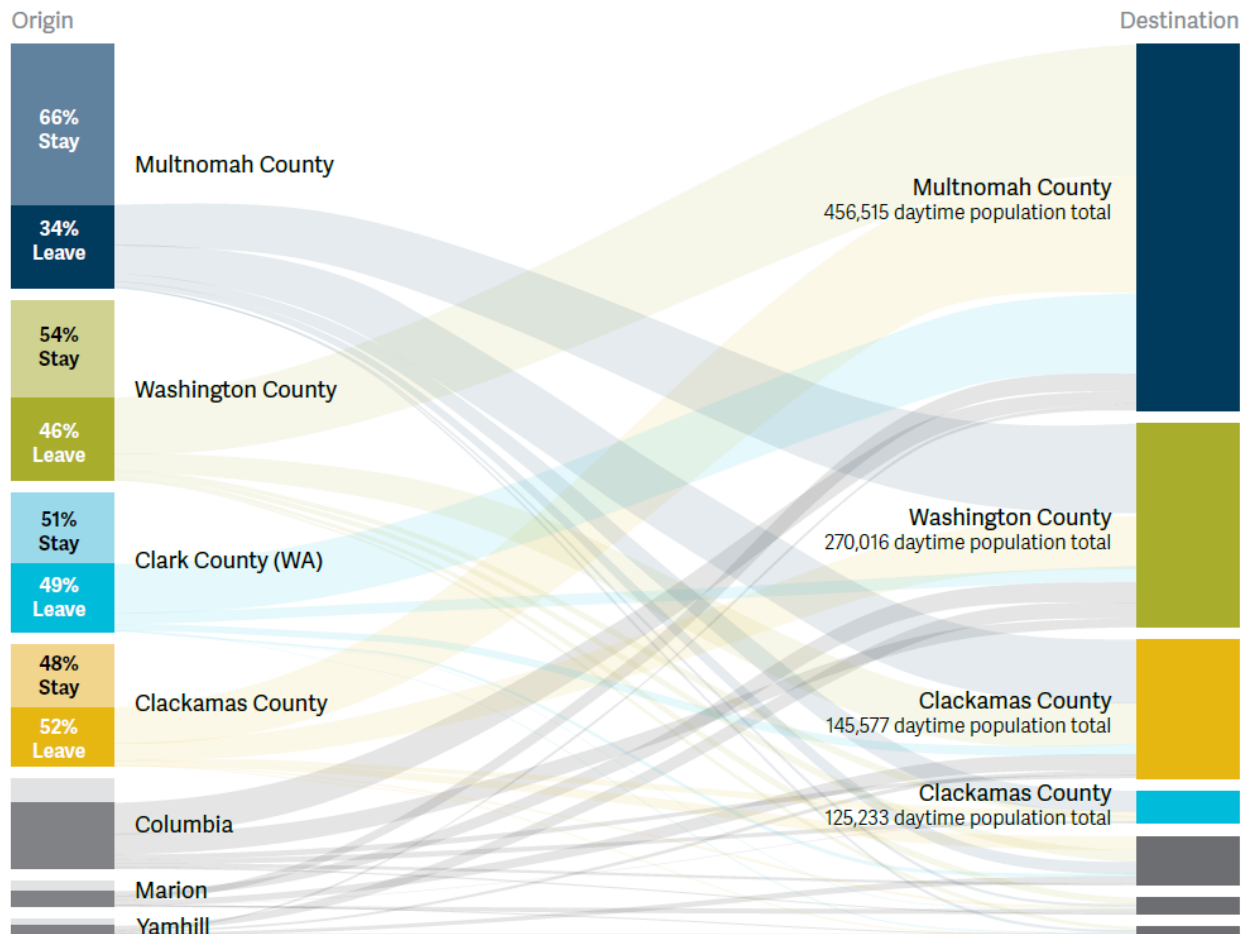 Origin
Destination
66%
Stay
Multnomah County
34%
Leave
54%
Stay
Washington County
46%
Leave
51%
Stay
Clark County (WA)
49%
Leave
48%
Stay
Clackamas County
52%
Leave
Columbia
Marion
Yamhill
Multnomah County
456,515 daytime population total
Washington County
270,016 daytime population total
Clackamas County
145,577 daytime population total
Clackamas County
125,233 daytime population total